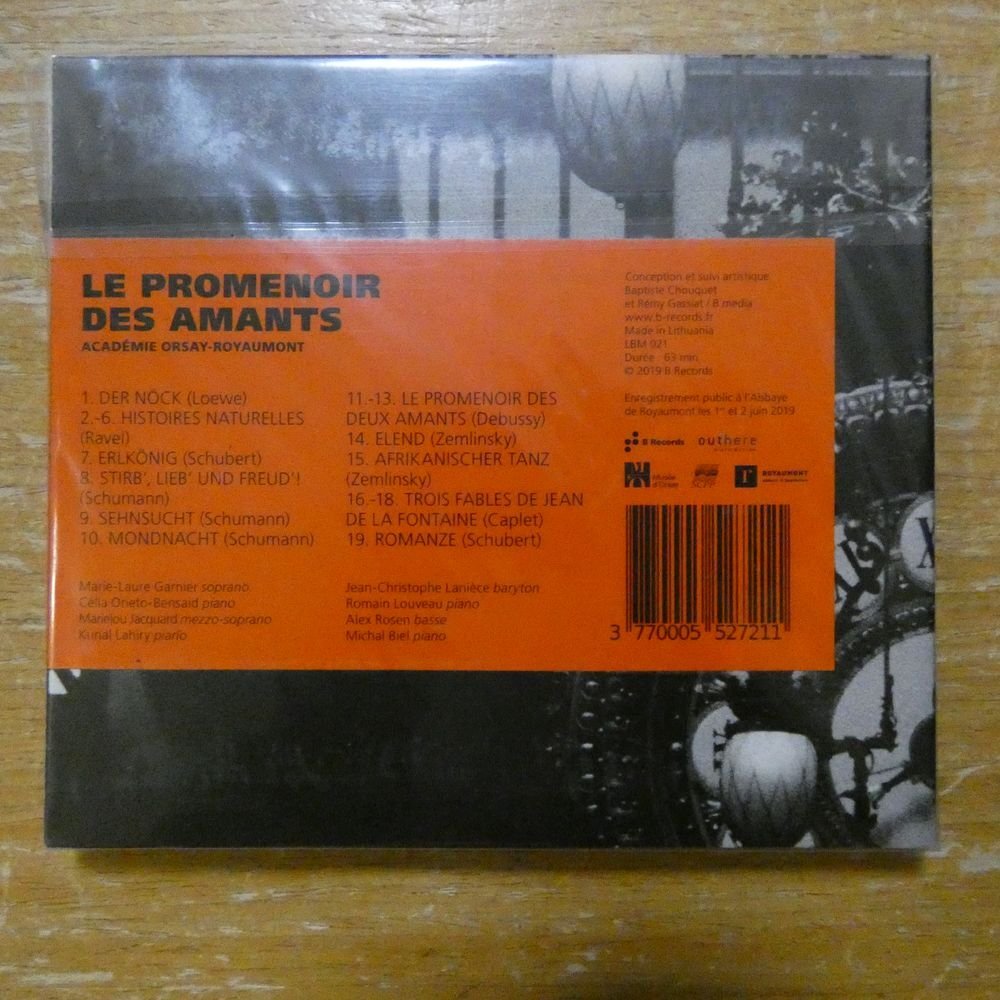 LE PROMENOIR
DES AMANTS
ACADÉMIE ORSAY-ROYAUMONT
1. DER NÖCK (Loewe)
2.-6. HISTOIRES NATURELLES
(Ravel)
7. ERLKÖNIG (Schubert)
8. STIRB', LIEB' UND FREUD'!
(Schumann)
9. SEHNSUCHT (Schumann)
10. MONDNACHT (Schumann)
11.-13. LE PROMENOIR DES
DEUX AMANTS (Debussy)
14. ELEND (Zemlinsky)
15. AFRIKANISCHER TANZ
(Zemlinsky)
16.-18. TROIS FABLES DE JEAN
DE LA FONTAINE (Caplet)
19. ROMANZE (Schubert)
Marie-Laure Garnier soprano
Célia Oneto-Bensaid piano
Marielou Jacquard mezzo-soprano
Kunal Lahiry piano
Jean-Christophe Lanièce baryton
Romain Louveau piano
Alex Rosen basse
Michał Biel piano
Conception et suivi artistique
Baptiste Chouquet
et Rémy Gassiat / B media
www.b-records.fr
Made in Lithuania
LBM 021
Durée : 63 min
© 2019 B Records
Enregistrement public à l'Abbaye
de Royaumont les 1er et 2 juin 2019
B Records
outhere
Musée
d'Orsay
SCPP
r
ROYAUMONT
3 770005 527211
X